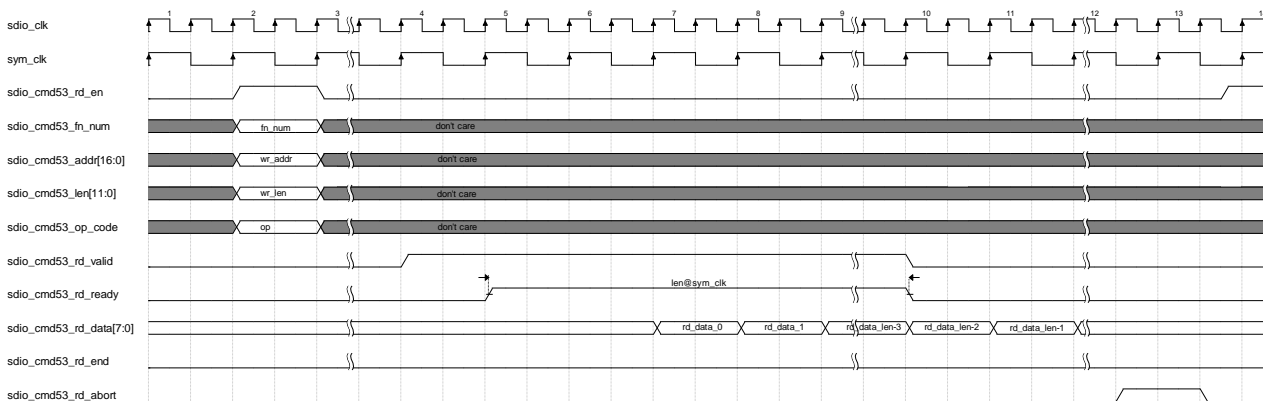 1 2 3 4 5 6 7 8 9 10 11 12 13 14
sdio_clk
sym_clk
sdio_cmd53_rd_en
sdio_cmd53_fn_num fn_num don't care
sdio_cmd53_addr[16:0] wr_addr don't care
sdio_cmd53_len[11:0] wr_len don't care
sdio_cmd53_op_code op don't care
sdio_cmd53_rd_valid
sdio_cmd53_rd_ready len@sym_clk
sdio_cmd53_rd_data[7:0] rd_data_0 rd_data_1 rd_data_len-3 rd_data_len-2 rd_data_len-1
sdio_cmd53_rd_end
sdio_cmd53_rd_abort